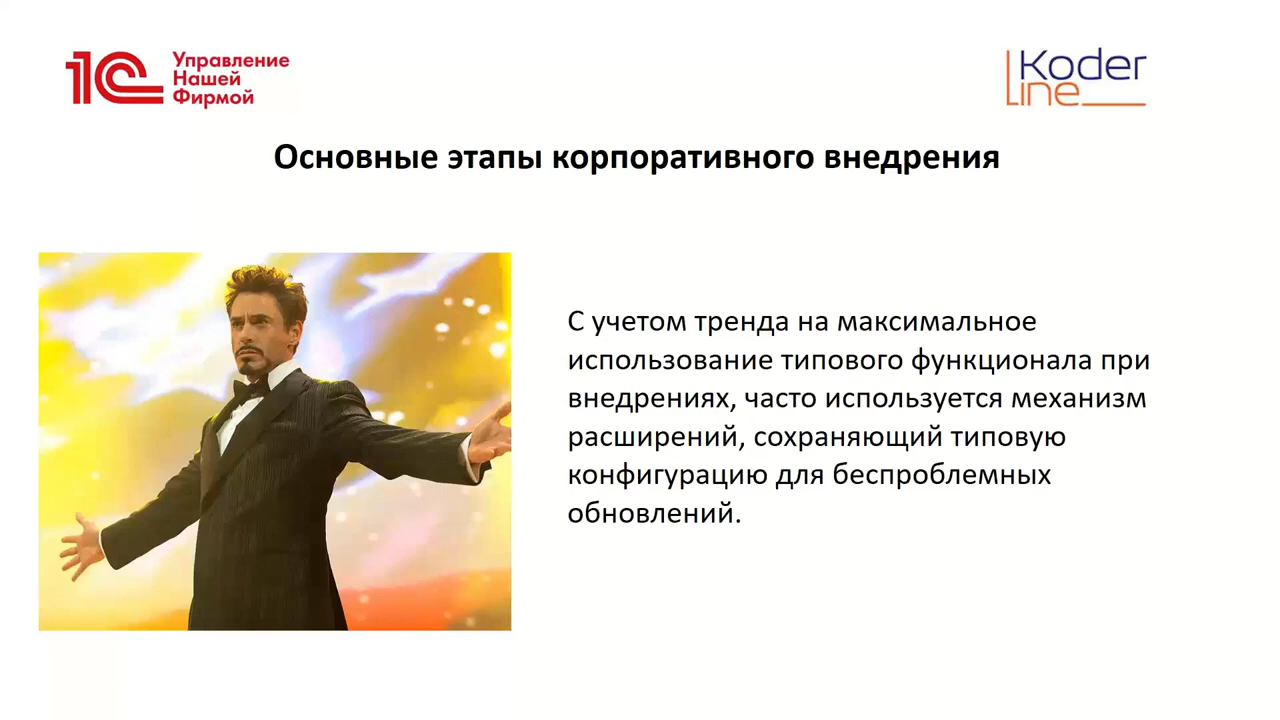 1С
Управление
Нашей
Фирмой
Koder
Line
Основные этапы корпоративного внедрения
С учетом тренда на максимальное
использование типового функционала при
внедрениях, часто используется механизм
расширений, сохраняющий типовую
конфигурацию для беспроблемных
обновлений.